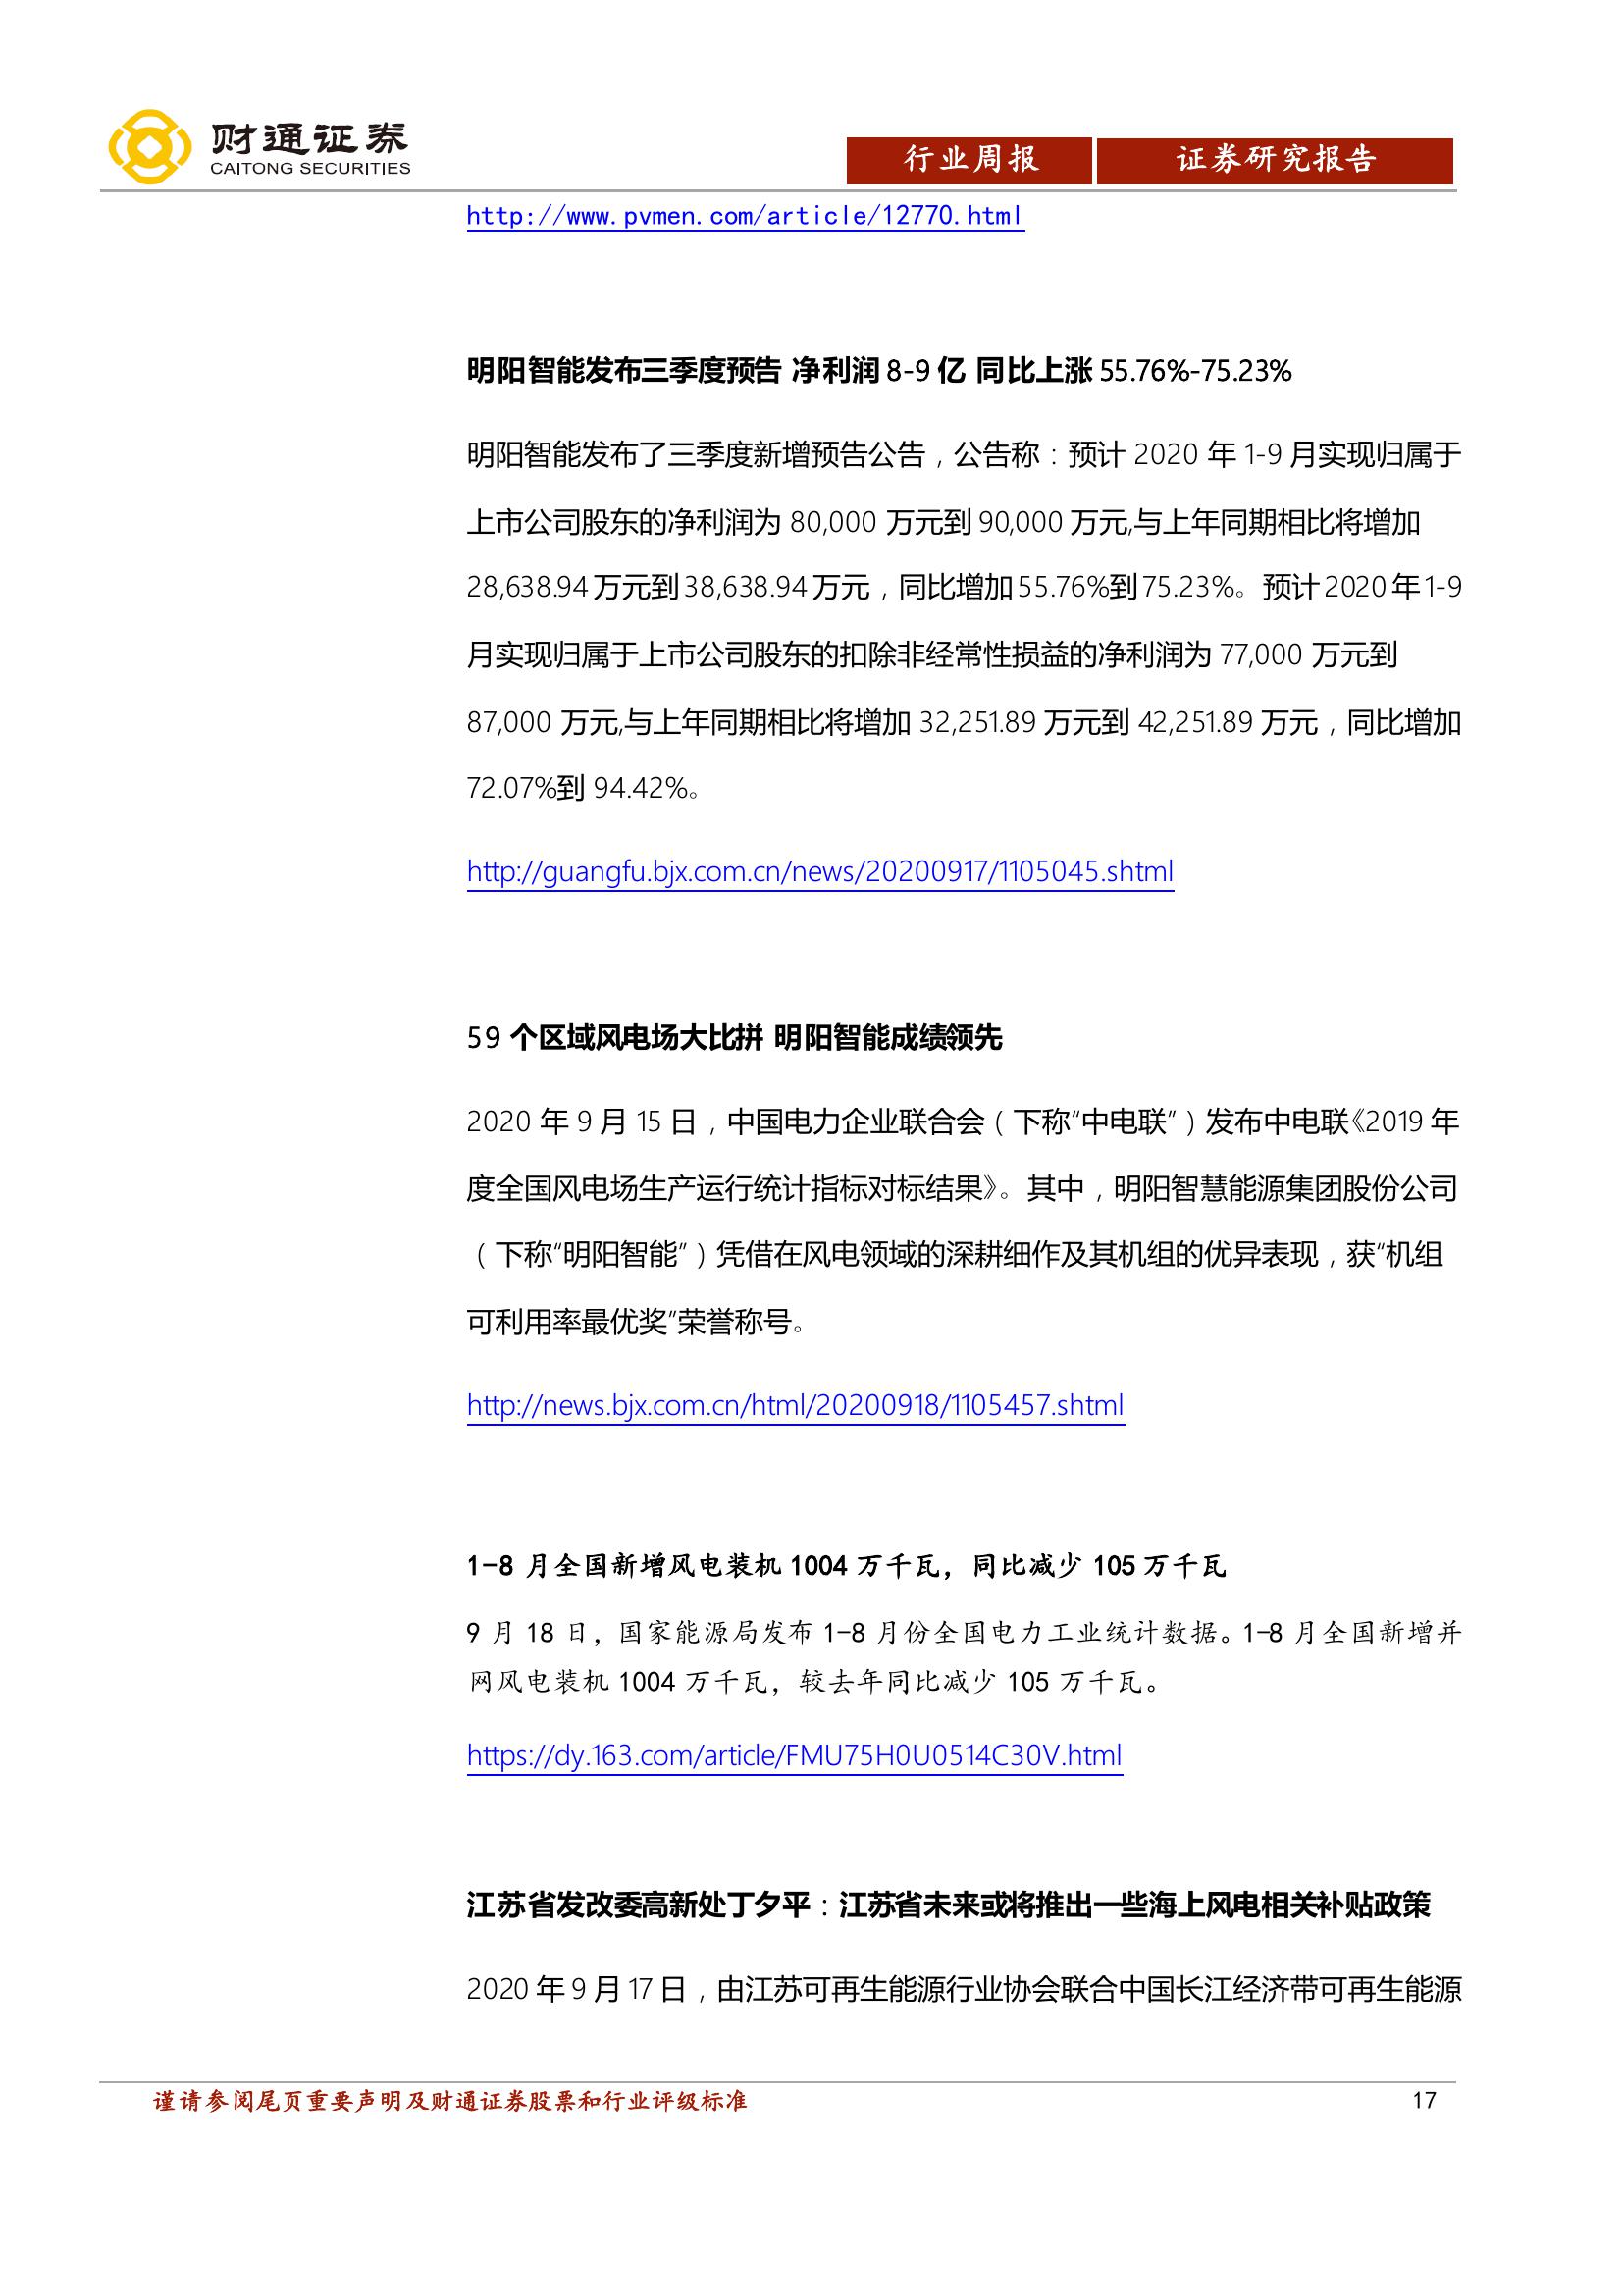 财通证券
CAITONG SECURITIES
行业周报
证券研究报告
http://www.pvmen.com/article/12770.html
明阳智能发布三季度预告 净利润 8-9 亿 同比上涨 55.76%-75.23%
明阳智能发布了三季度新增预告公告，公告称：预计 2020 年 1-9 月实现归属于
上市公司股东的净利润为 80,000 万元到 90,000 万元,与上年同期相比将增加
28,638.94 万元到 38,638.94 万元，同比增加 55.76%到 75.23%。预计 2020 年 1-9
月实现归属于上市公司股东的扣除非经常性损益的净利润为 77,000 万元到
87,000 万元,与上年同期相比将增加 32,251.89 万元到 42,251.89 万元，同比增加
72.07%到 94.42%。
http://guangfu.bjx.com.cn/news/20200917/1105045.shtml
59 个区域风电场大比拼 明阳智能成绩领先
2020 年 9 月 15 日，中国电力企业联合会（下称“中电联”）发布中电联《2019 年
度全国风电场生产运行统计指标对标结果》。其中，明阳智慧能源集团股份公司
（下称“明阳智能”）凭借在风电领域的深耕细作及其机组的优异表现，获“机组
可利用率最优奖”荣誉称号。
http://news.bjx.com.cn/html/20200918/1105457.shtml
1-8 月全国新增风电装机 1004 万千瓦，同比减少 105 万千瓦
9 月 18 日，国家能源局发布 1-8 月份全国电力工业统计数据。1-8 月全国新增并
网风电装机 1004 万千瓦，较去年同比减少 105 万千瓦。
https://dy.163.com/article/FMU75H0U0514C30V.html
江苏省发改委高新处丁夕平：江苏省未来或将推出一些海上风电相关补贴政策
2020 年 9 月 17 日，由江苏可再生能源行业协会联合中国长江经济带可再生能源
谨请参阅尾页重要声明及财通证券股票和行业评级标准
17